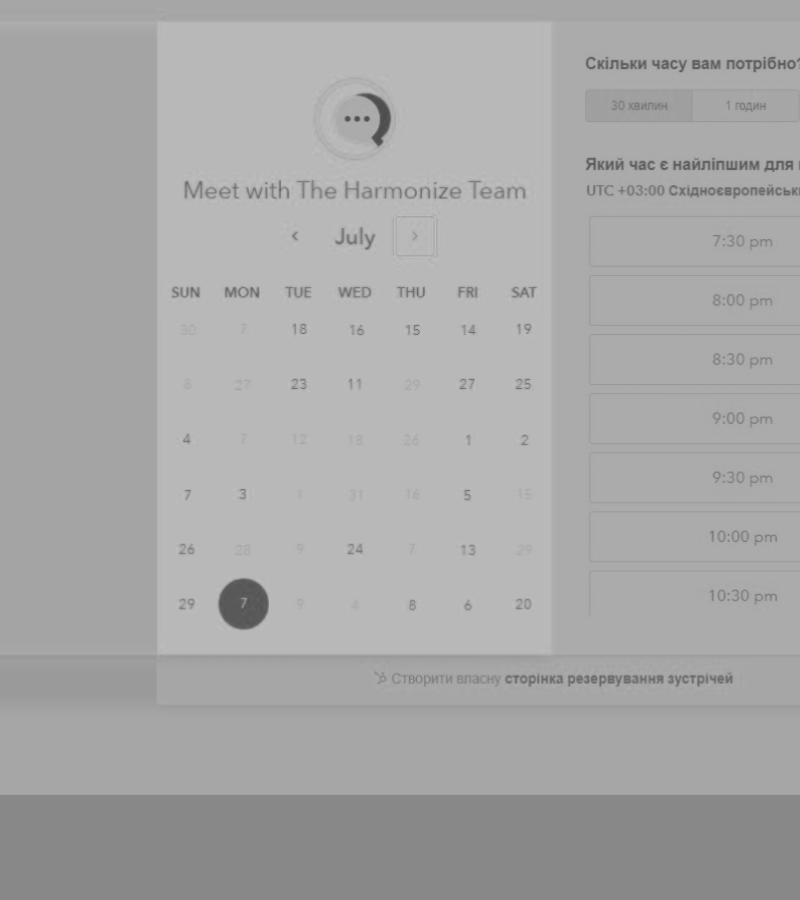 Скільки часу вам потрібно?
30 хвилин 1 годин
Meet with The Harmonize Team
July
Який час є найліпшим для
UTC +03:00 Східноєвропейськ
SUN MON TUE WED THU FRI SAT
30 7 18 16 15 14 19
8 27 23 11 29 27 25
4 7 12 18 26 1 2
7 3 1 31 16 5 15
26 28 9 24 7 13 29
29 7 9 4 8 6 20
7:30 pm
8:00 pm
8:30 pm
9:00 pm
9:30 pm
10:00 pm
10:30 pm
Створити власну сторінка резервування зустрічей